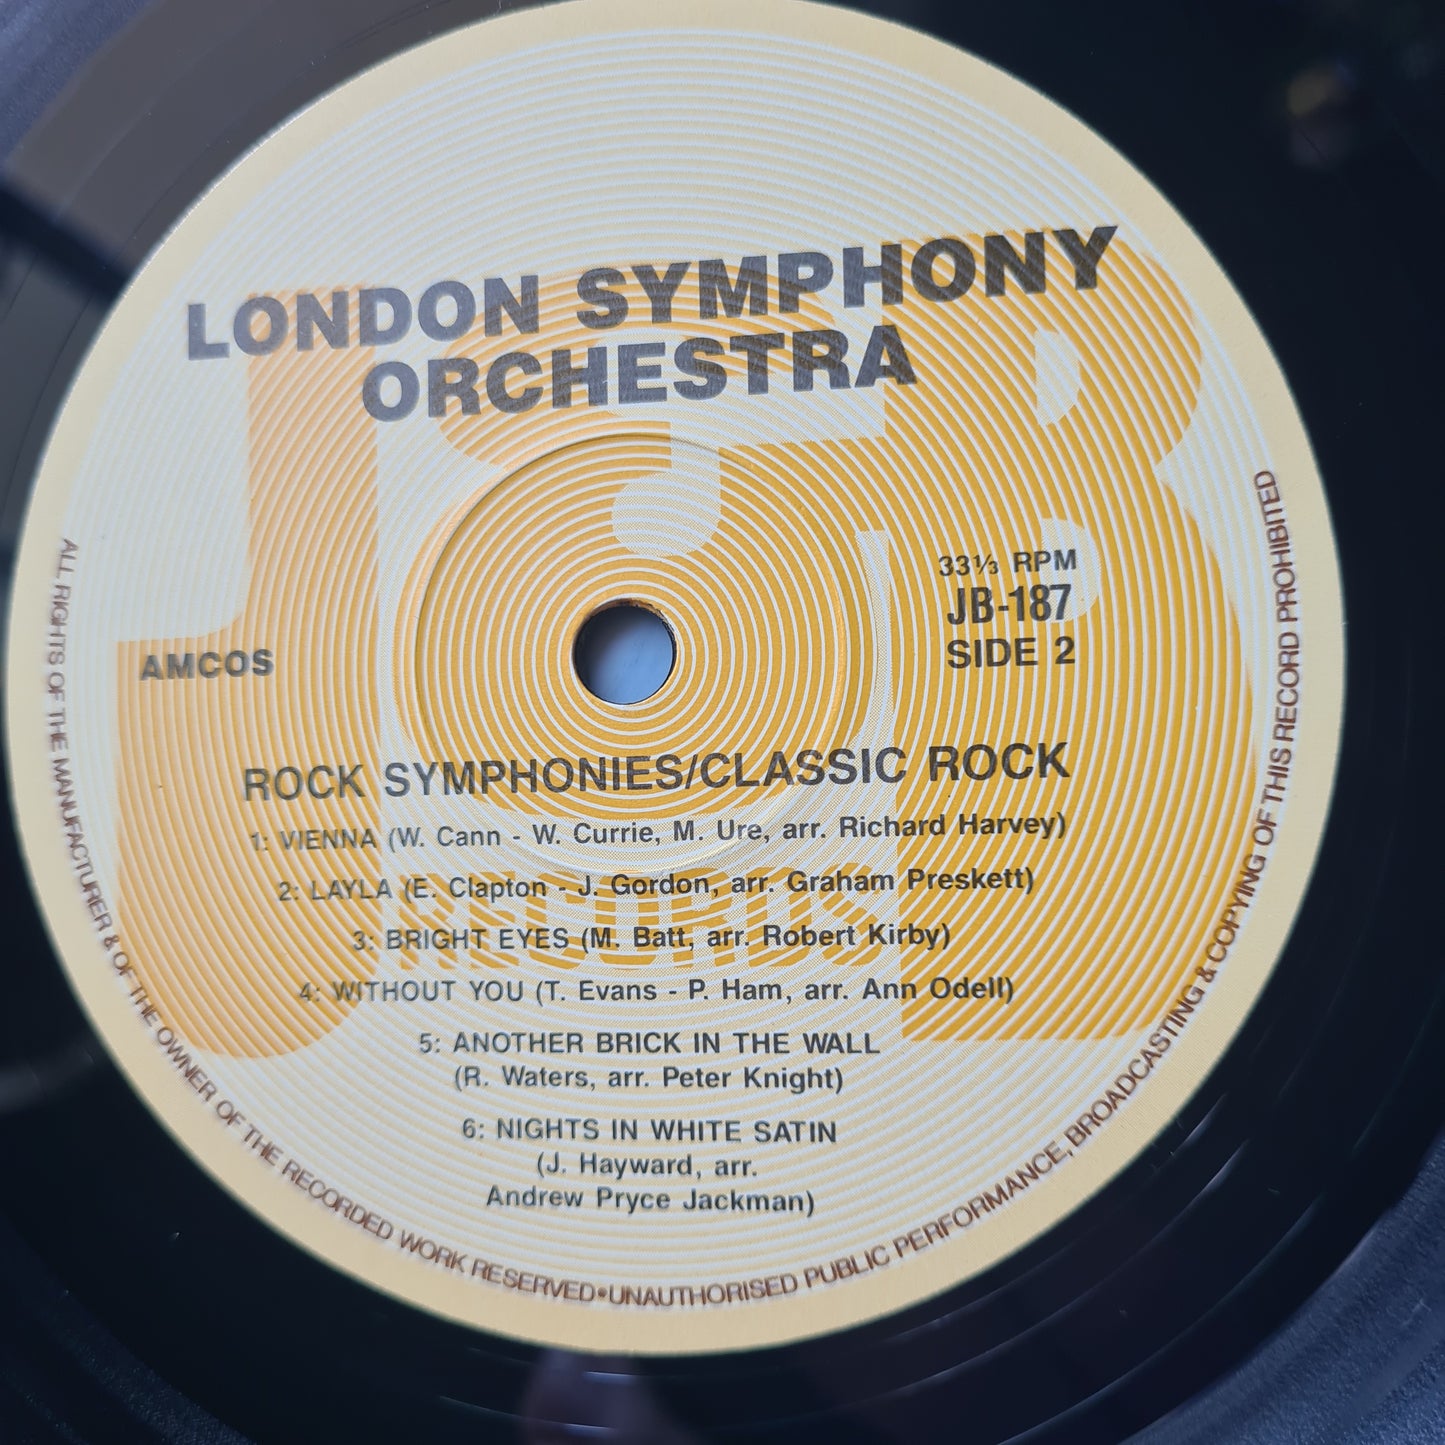 LONDON SYMPHONY
ORCHESTRA
33⅓ RPM
JB-187
SIDE 2
AMCOS
ROCK SYMPHONIES/CLASSIC ROCK
1: VIENNA (W. Cann - W. Currie, M. Ure, arr. Richard Harvey)
2: LAYLA (E. Clapton - J. Gordon, arr. Graham Preskett)
3: BRIGHT EYES (M. Batt, arr. Robert Kirby)
4: WITHOUT YOU (T. Evans - P. Ham, arr. Ann Odell)
5: ANOTHER BRICK IN THE WALL
(R. Waters, arr. Peter Knight)
6: NIGHTS IN WHITE SATIN
(J. Hayward, arr.
Andrew Pryce Jackman)
J&B
RECORDS
ALL RIGHTS OF THE MANUFACTURER & OF THE OWNER OF THE RECORDED WORK RESERVED•UNAUTHORISED PUBLIC PERFORMANCE, BROADCASTING & COPYING OF THIS RECORD PROHIBITED